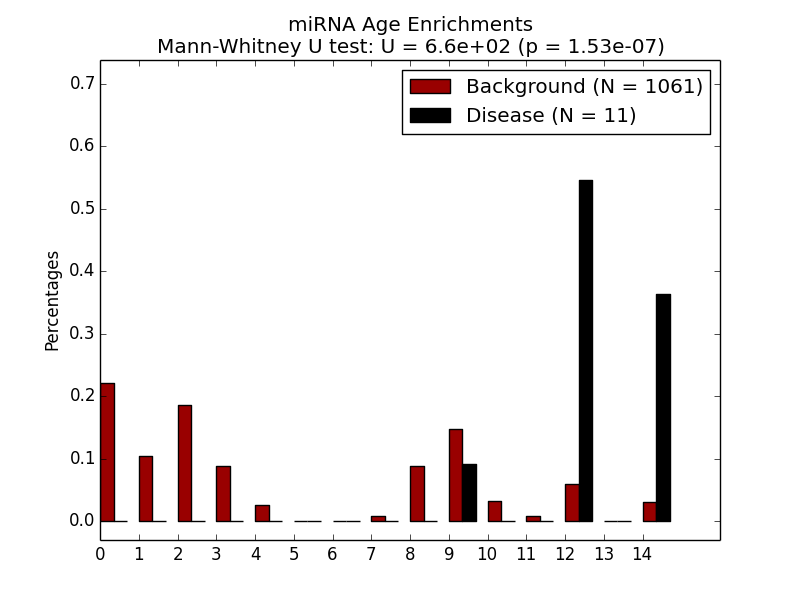 miRNA Age Enrichments
Mann-Whitney U test: U = 6.6e+02 (p = 1.53e-07)
Background (N = 1061)
Disease (N = 11)
Percentages
0.7
0.6
0.5
0.4
0.3
0.2
0.1
0.0
0 1 2 3 4 5 6 7 8 9 10 11 12 13 14